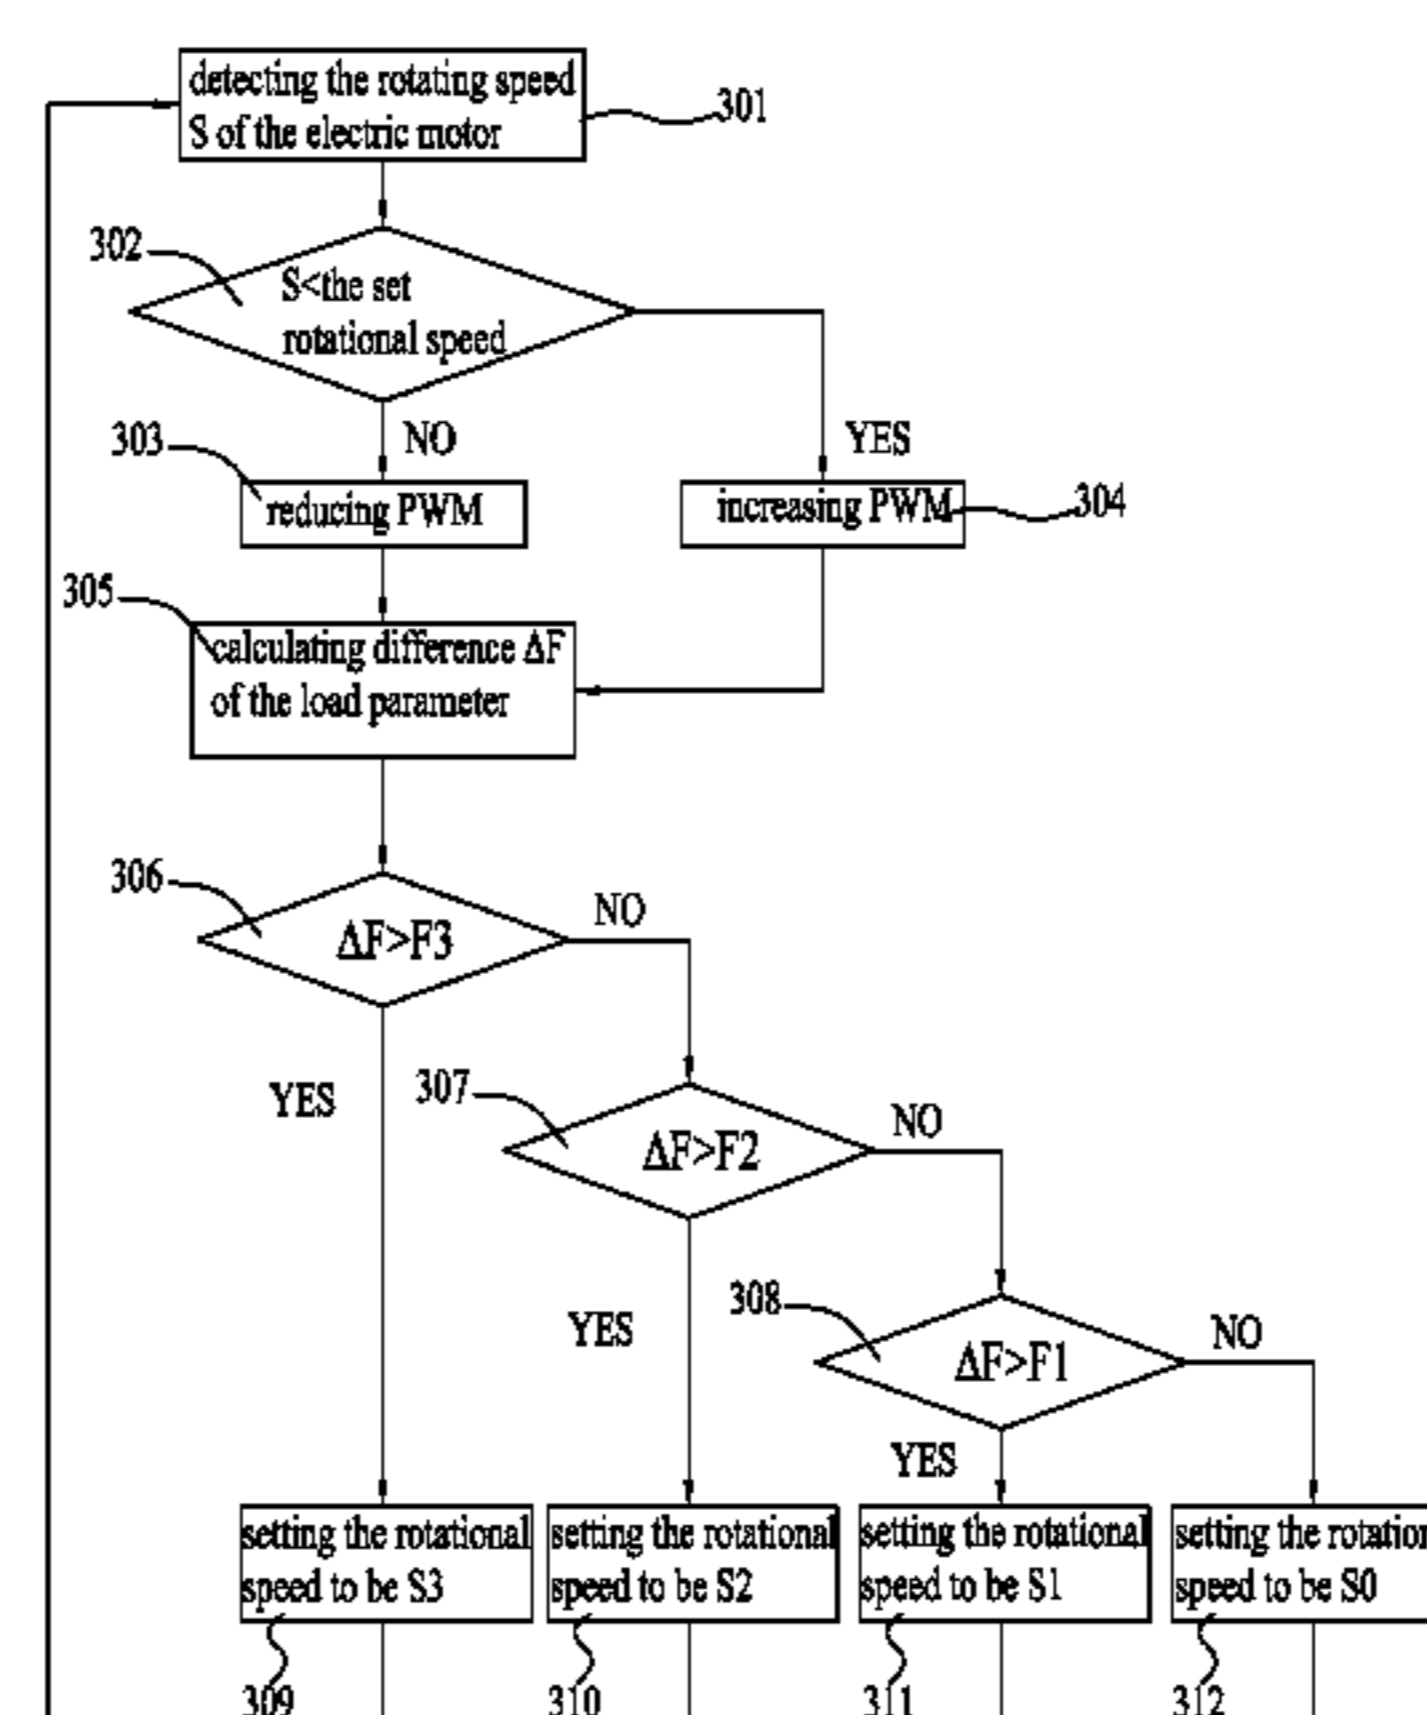 detecting the rotating speed
S of the electric motor
301
302
S<the set
rotational speed
303
NO
YES
reducing PWM
increasing PWM
304
305
calculating difference ΔF
of the load parameter
306
NO
ΔF>F3
YES
307
NO
ΔF>F2
YES
308
NO
ΔF>F1
YES
setting the rotational
speed to be S3
setting the rotational
speed to be S2
setting the rotational
speed to be S1
setting the
speed to be S0
309
310
311
312